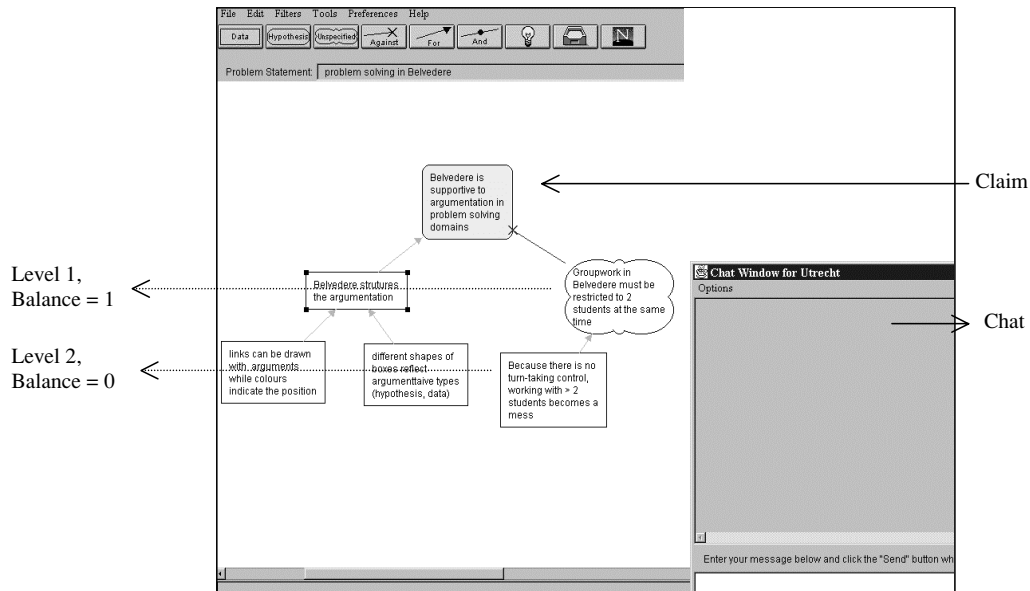 File Edit Filters Tools Preferences Help
Data Hypothesis Unspecified Against For And N
Problem Statement: problem solving in Belvedere
Belvedere is
supportive to
argumentation in
problem solving
domains
Claim
Level 1,
Balance = 1
Belvedere strutures
the argumentation
Groupwork in
Belvedere must be
restricted to 2
students at the same
time
Chat Window for Utrecht
Options
Chat
Level 2,
Balance = 0
links can be drawn
with arguments
while colours
indicate the position
different shapes of
boxes reflect
argumenttaive types
(hypothesis, data)
Because there is no
turn-taking control,
working with > 2
students becomes a
mess
Enter your message below and click the "Send" button wh